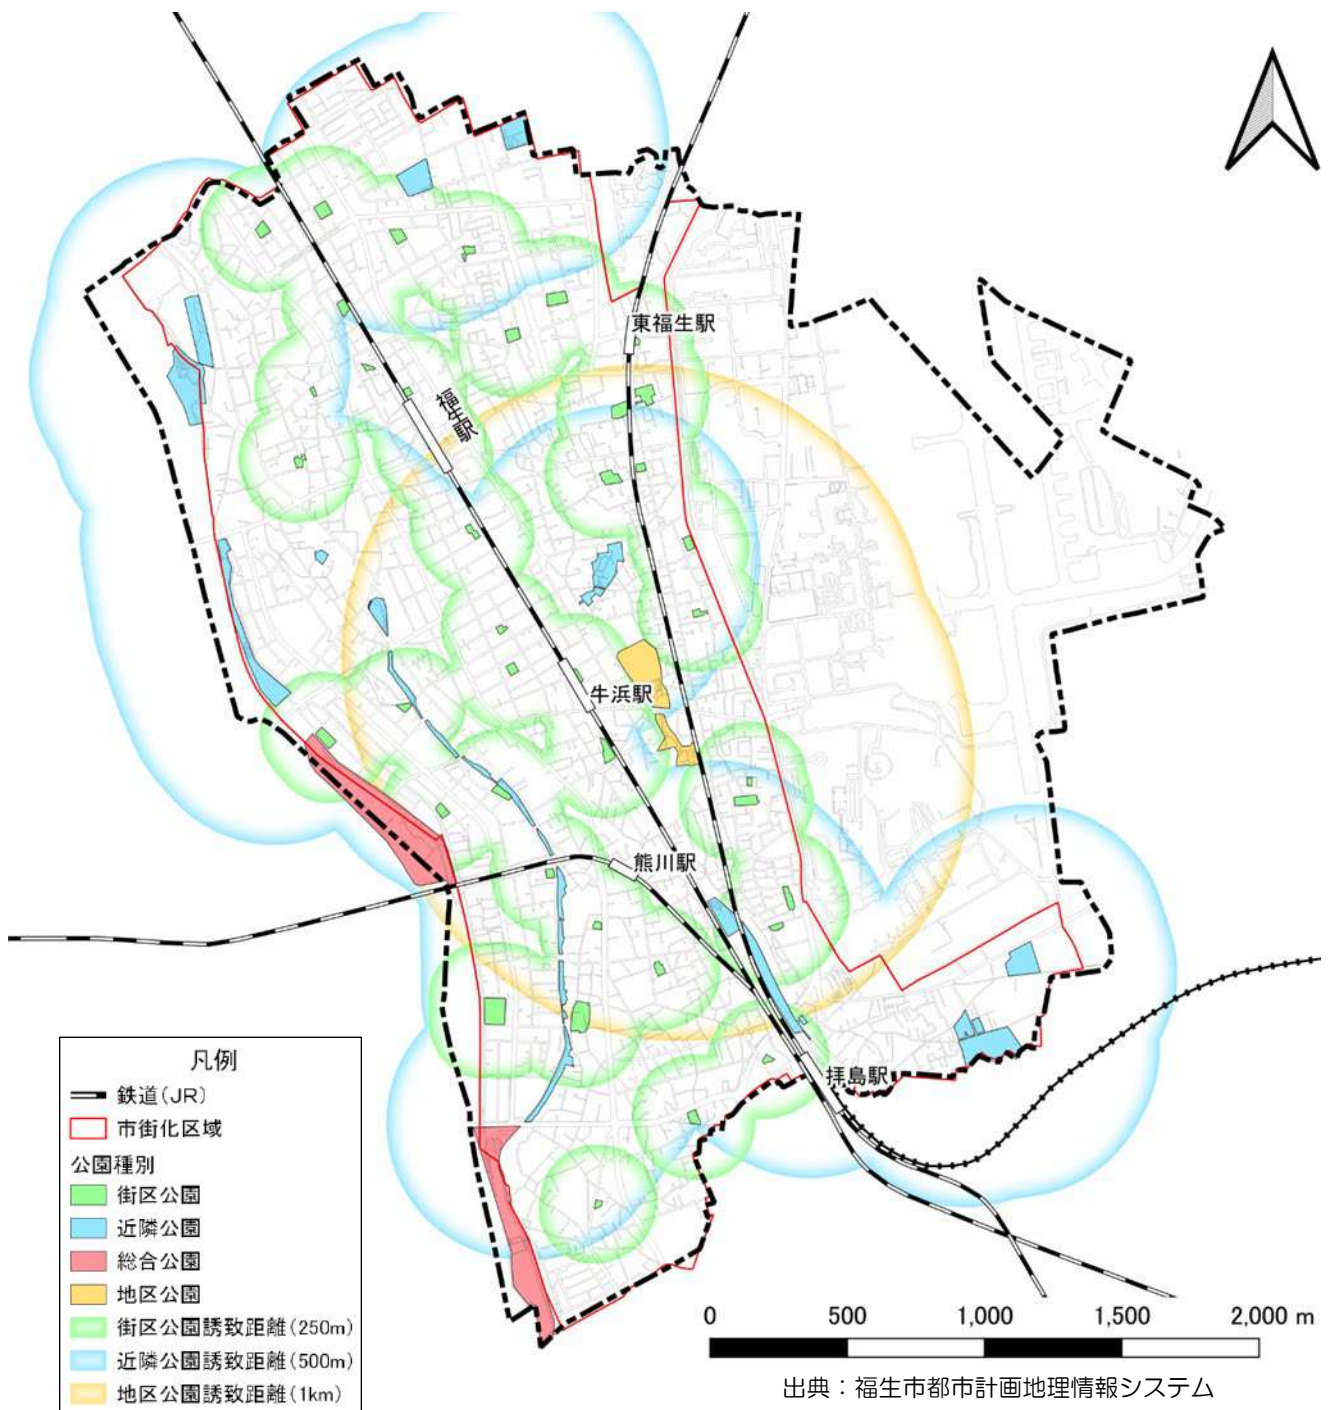 東福生駅
福生駅
牛浜駅
熊川駅
拝島駅
凡例
鉄道(JR)
市街化区域
公園種別
街区公園
近隣公園
総合公園
地区公園
街区公園誘致距離(250m)
近隣公園誘致距離(500m)
地区公園誘致距離(1km)
0 500 1,000 1,500 2,000 m
出典：福生市都市計画地理情報システム